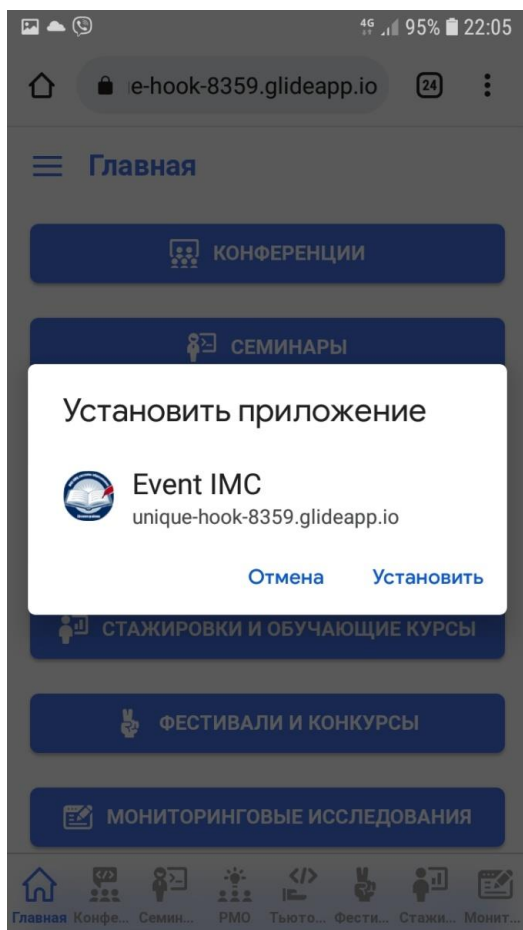 4G 95% 22:05
e-hook-8359.glideapp.io 24
Главная
КОНФЕРЕНЦИИ
СЕМИНАРЫ
Установить приложение
Event IMC
unique-hook-8359.glideapp.io
Отмена Установить
СТАЖИРОВКИ И ОБУЧАЮЩИЕ КУРСЫ
ФЕСТИВАЛИ И КОНКУРСЫ
МОНИТОРИНГОВЫЕ ИССЛЕДОВАНИЯ
Главная Конфе... Семин... РМО Тьюто... Фести... Стажи... Монит...